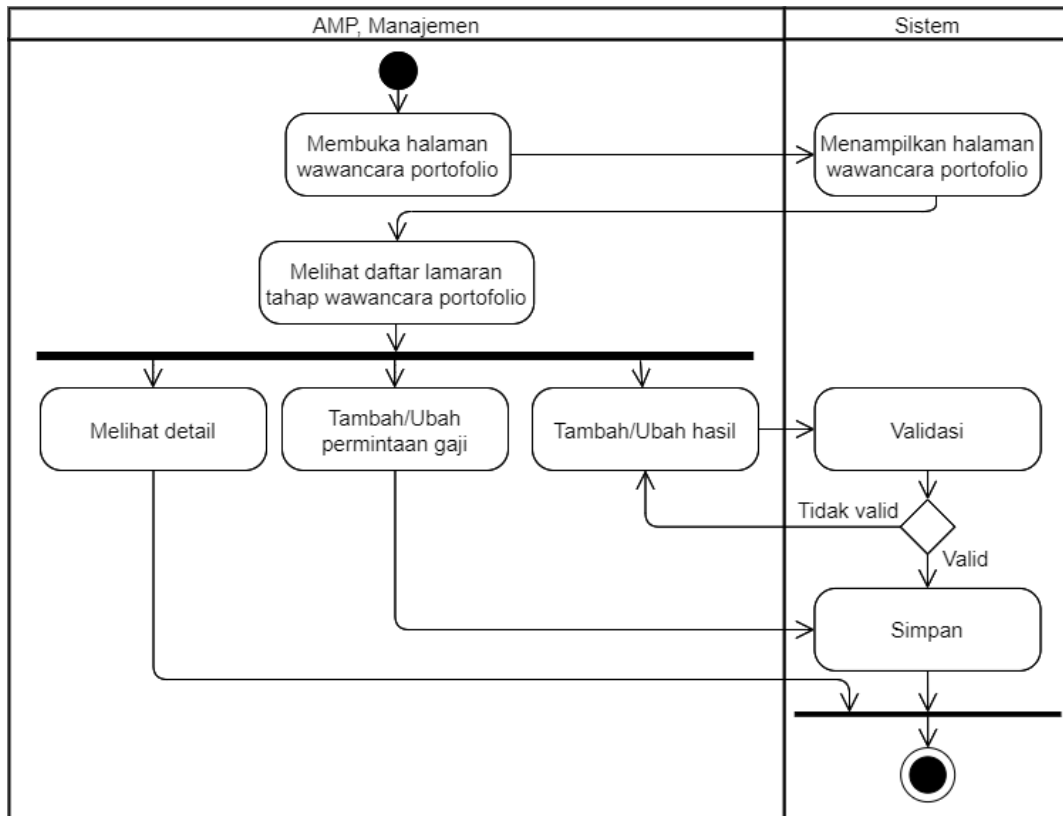 AMP, Manajemen
Sistem
Membuka halaman
wawancara portofolio
Menampilkan halaman
wawancara portofolio
Melihat daftar lamaran
tahap wawancara portofolio
Melihat detail
Tambah/Ubah
permintaan gaji
Tambah/Ubah hasil
Validasi
Tidak valid
Valid
Simpan